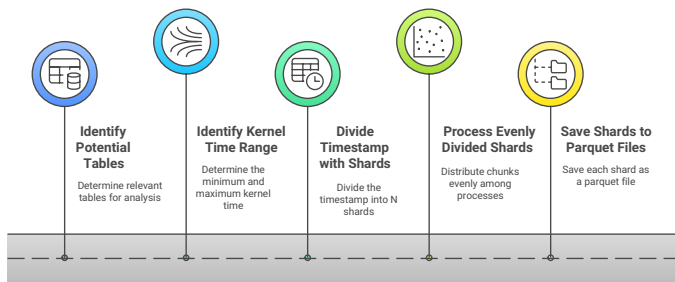 Identify
Potential
Tables
Determine relevant
tables for analysis
Identify Kernel
Time Range
Determine the
minimum and
maximum kernel
time
Divide
Timestamp
with Shards
Divide the
timestamp into N
shards
Process Evenly
Divided Shards
Distribute chunks
evenly among
processes
Save Shards to
Parquet Files
Save each shard as
a parquet file